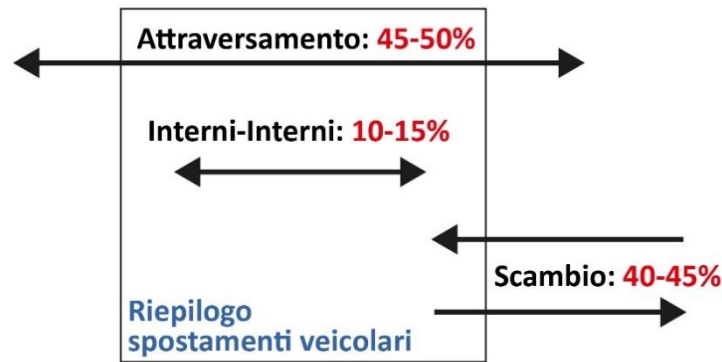 Attraversamento: 45-50%
Interni-Interni: 10-15%
Scambio: 40-45%
Riepilogo
spostamenti veicolari